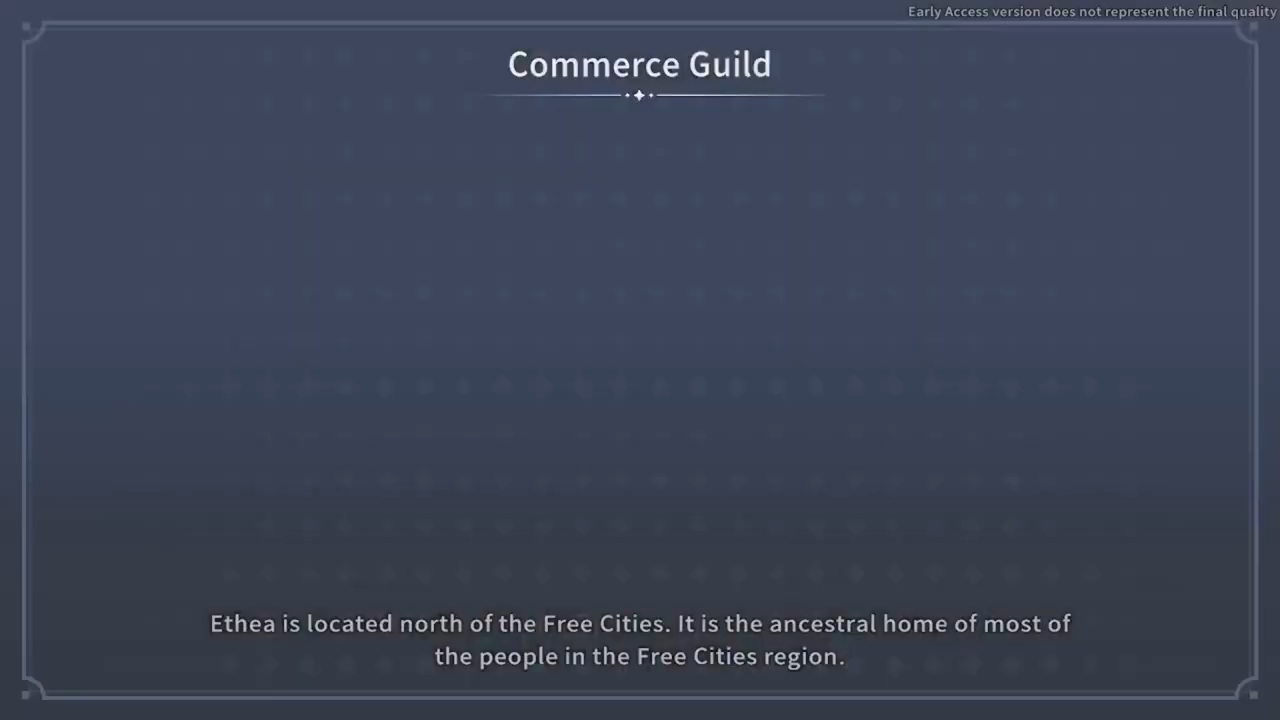 Early Access version does not represent the final quality
Commerce Guild
Ethea is located north of the Free Cities. It is the ancestral home of most of
the people in the Free Cities region.